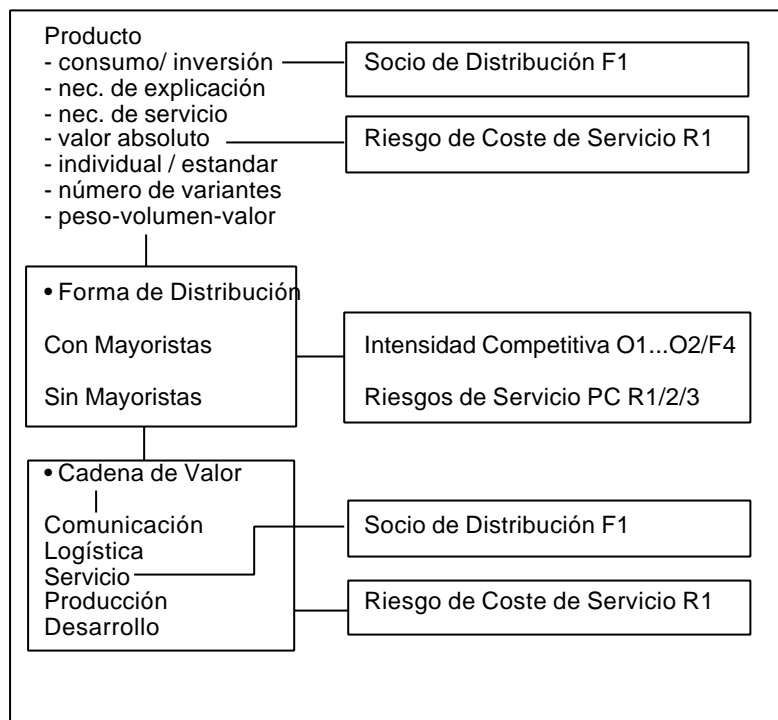 Producto
- consumo/ inversión
Socio de Distribución F1
- nec. de explicación
- nec. de servicio
- valor absoluto
Riesgo de Coste de Servicio R1
- individual / estandar
- número de variantes
- peso-volumen-valor
• Forma de Distribución
Con Mayoristas
Intensidad Competitiva O1...O2/F4
Sin Mayoristas
Riesgos de Servicio PC R1/2/3
• Cadena de Valor
Comunicación
Socio de Distribución F1
Logística
Servicio
Producción
Riesgo de Coste de Servicio R1
Desarrollo